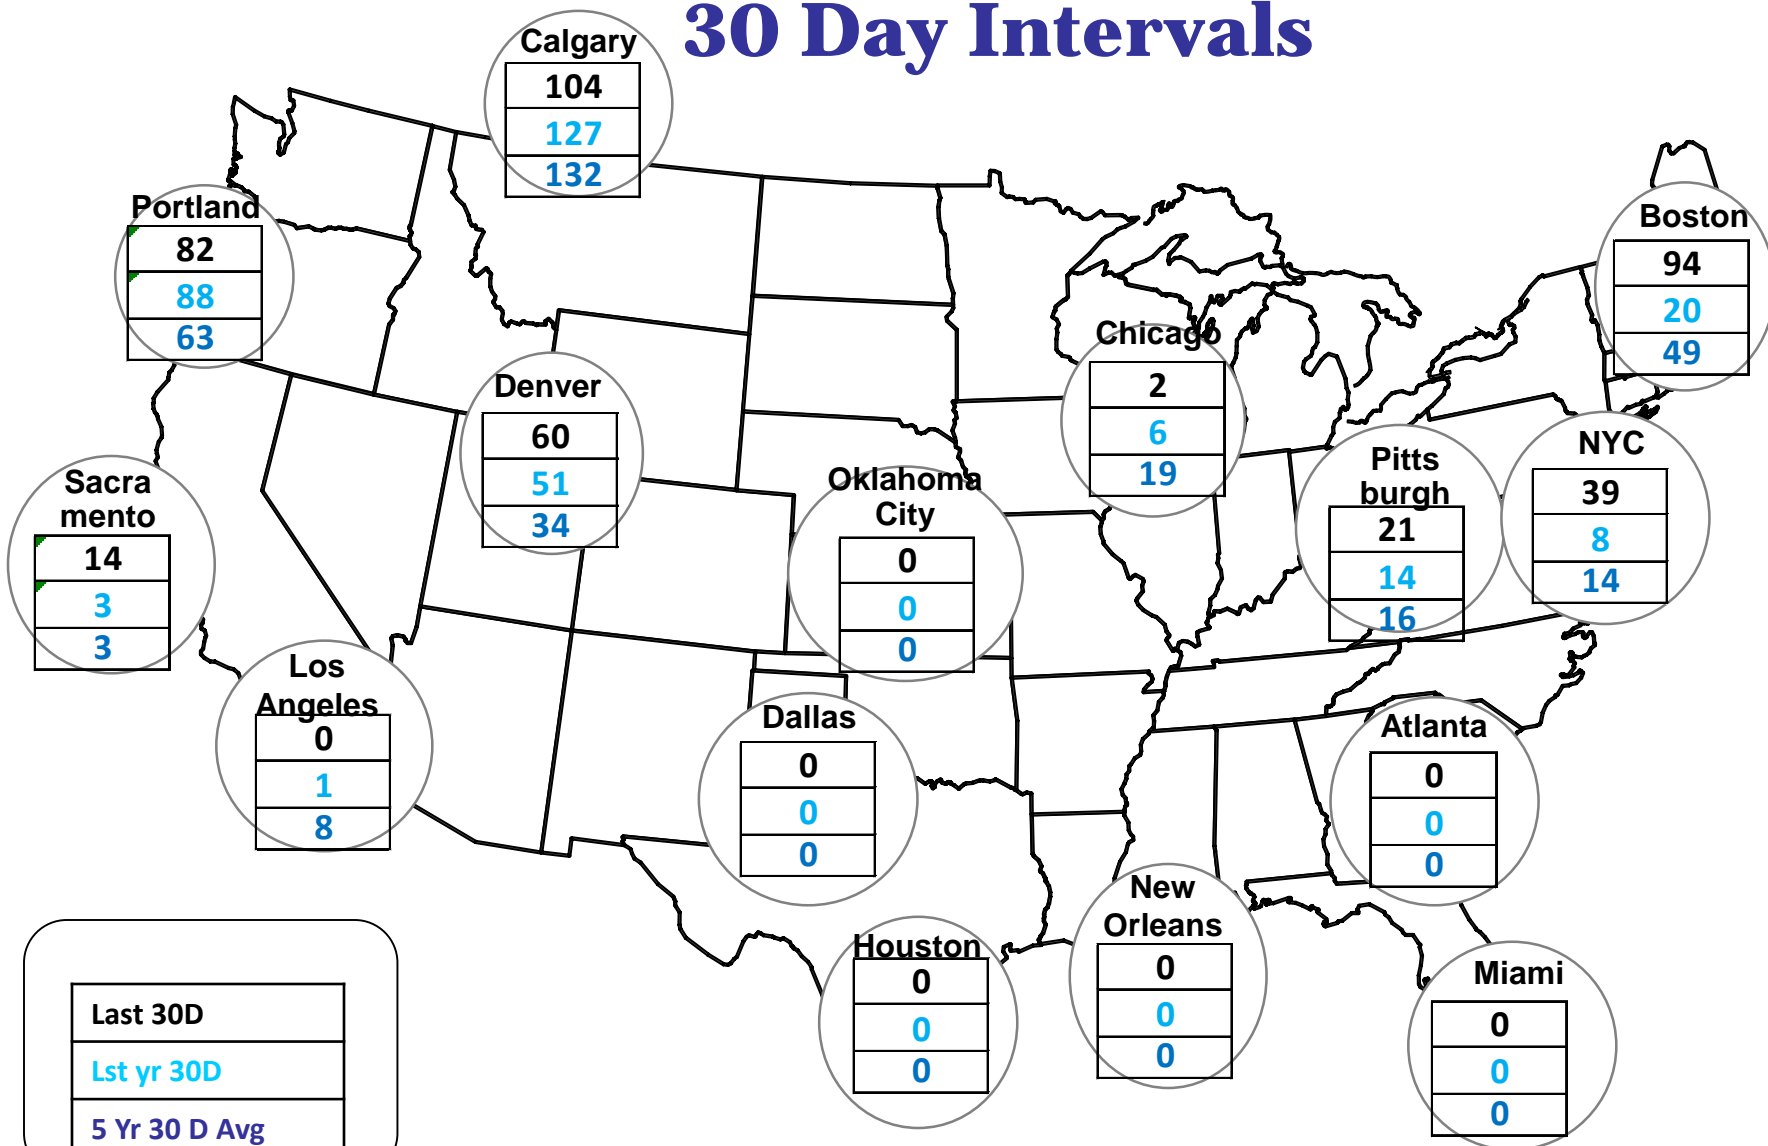 30 Day Intervals
Calgary
104
127
132
Portland
82
88
63
Boston
94
20
49
Chicago
2
6
19
Denver
60
51
34
NYC
39
8
14
Pitts
burgh
21
14
16
Sacra
mento
14
3
3
Oklahoma
City
0
0
0
Los
Angeles
0
1
8
Dallas
0
0
0
Atlanta
0
0
0
New
Orleans
0
0
0
Houston
0
0
0
Miami
0
0
0
Last 30D
Lst yr 30D
5 Yr 30 D Avg